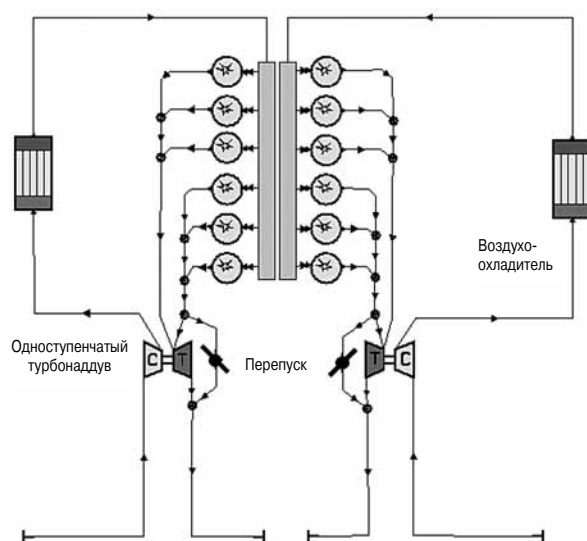 Воздухо-
охладитель
Одноступенчатый
турбонаддув
Перепуск
С
Т
Т
С